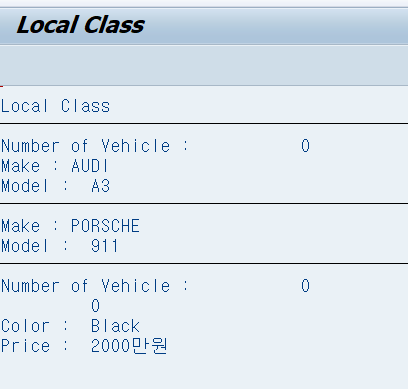 Local Class
Local Class
Number of Vehicle : 0
Make : AUDI
Model : A3
Make : PORSCHE
Model : 911
Number of Vehicle : 0
0
Color : Black
Price : 2000만원